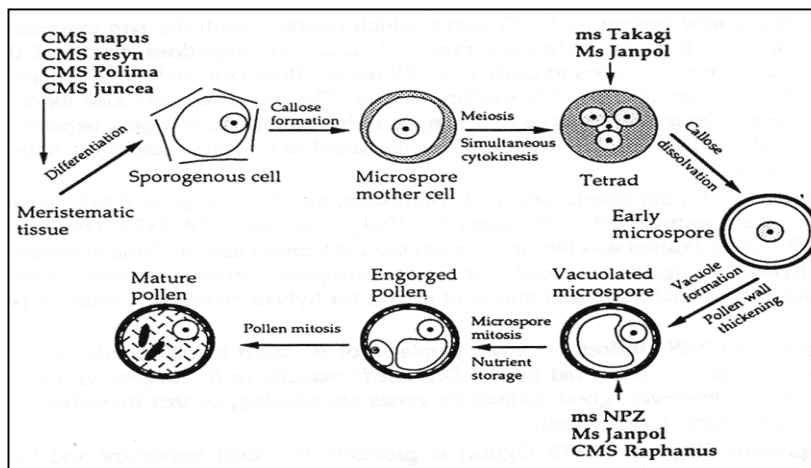 CMS napus
CMS resyn
CMS Polima
CMS juncea
ms Takagi
Ms Janpol
Differentiation
Callose
formation
Meiosis
Simultaneous
cytokinesis
Callose
dissolvation
Sporogenous cell
Microspore
mother cell
Tetrad
Meristematic
tissue
Early
microspore
Mature
pollen
Engorged
pollen
Vacuolated
microspore
Vacuole
formation
Pollen wall
thickening
Pollen mitosis
Microspore
mitosis
Nutrient
storage
ms NPZ
Ms Janpol
CMS Raphanus